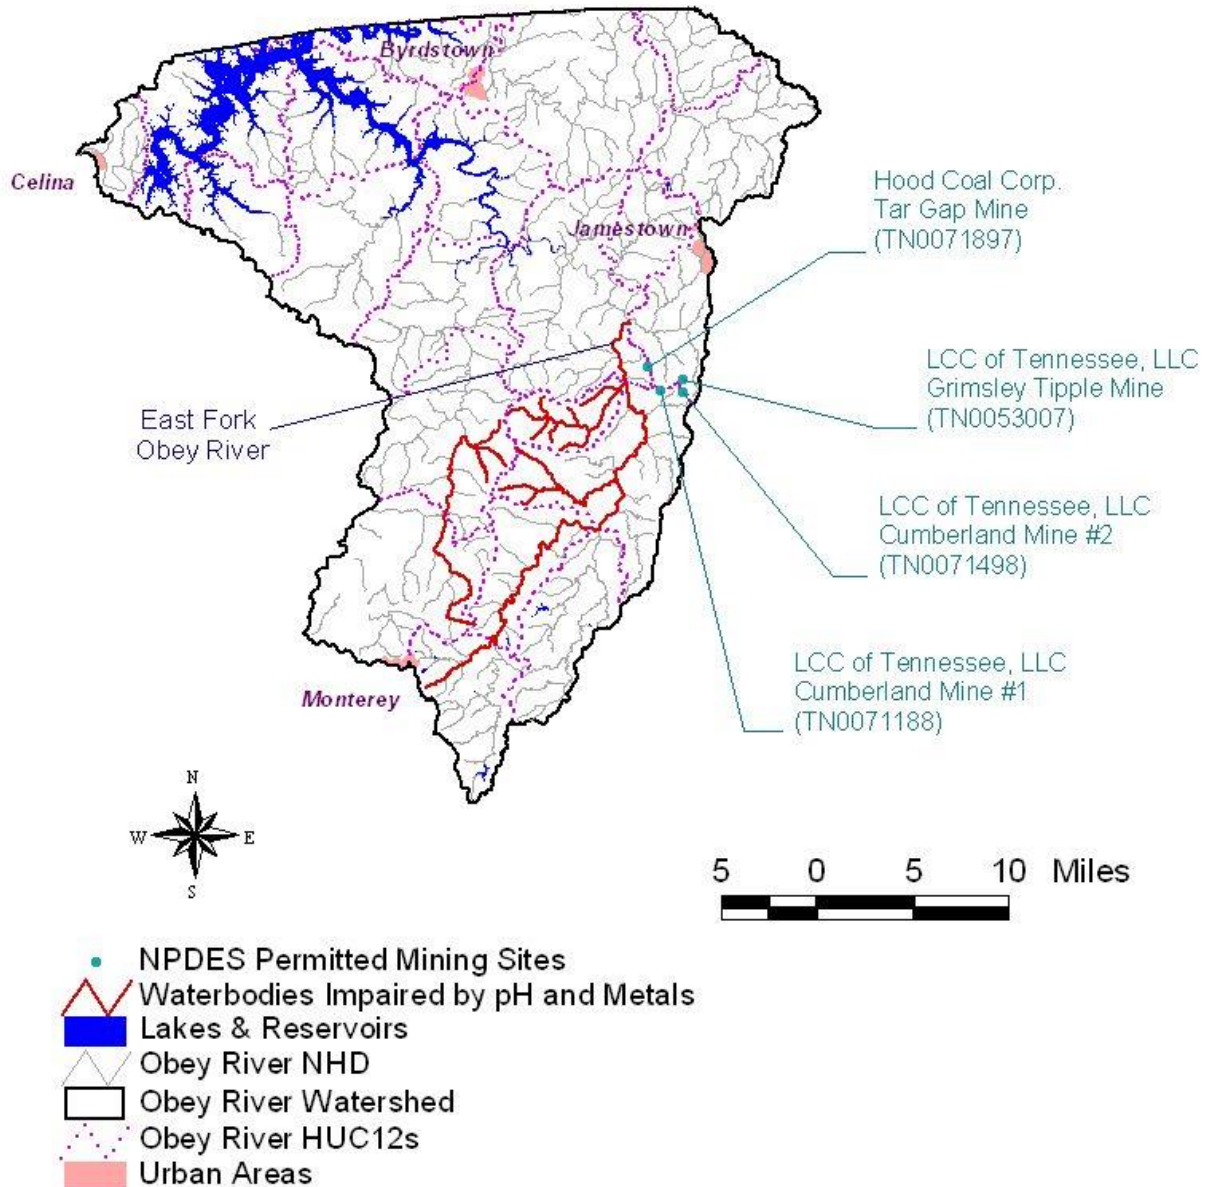 Byrdstown
Celina
Jamestown
Hood Coal Corp.
Tar Gap Mine
(TN0071897)
LCC of Tennessee, LLC
Grimsley Tipple Mine
(TN0053007)
East Fork
Obey River
LCC of Tennessee, LLC
Cumberland Mine #2
(TN0071498)
LCC of Tennessee, LLC
Cumberland Mine #1
(TN0071188)
Monterey
N
W E
S
5 0 5 10 Miles
NPDES Permitted Mining Sites
Waterbodies Impaired by pH and Metals
Lakes & Reservoirs
Obey River NHD
Obey River Watershed
Obey River HUC12s
Urban Areas